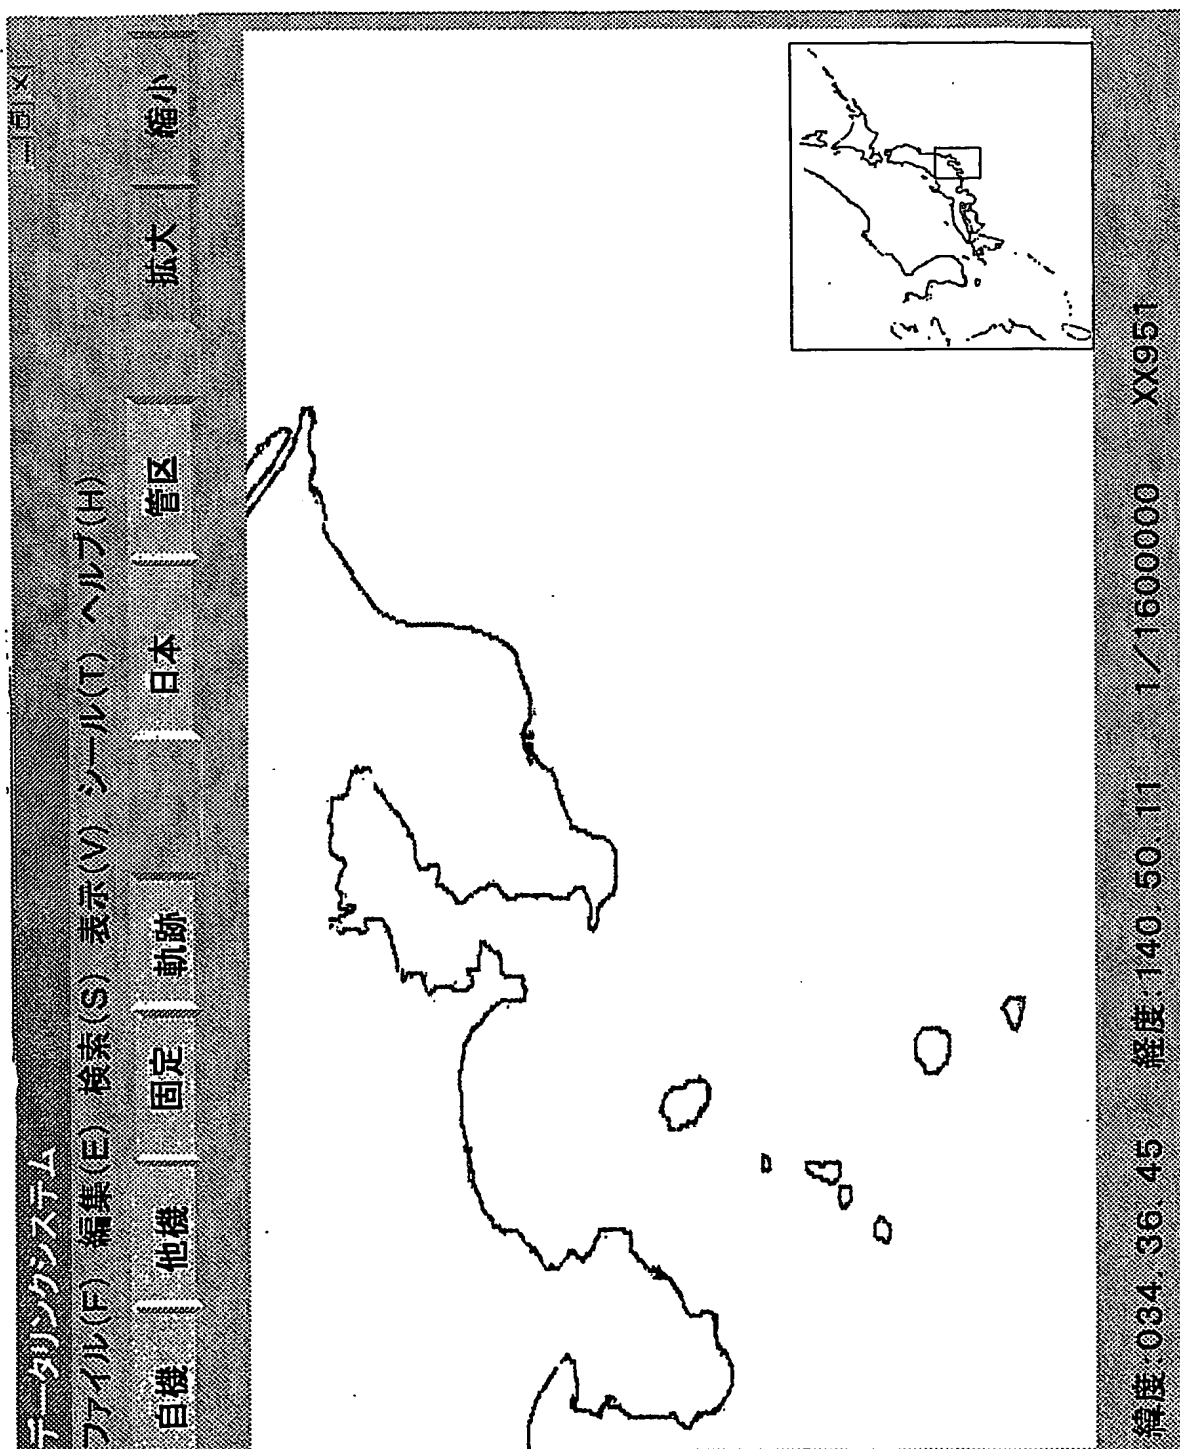 データリンクシステム
ファイル(F) 編集(E) 検索(S) 表示(V) ジール(T) ヘルプ(H)
自機 他機 固定 軌跡 日本 管区 拡大 縮小
緯度:034. 36. 45 経度:140. 50. 11 1/1600000 XX951